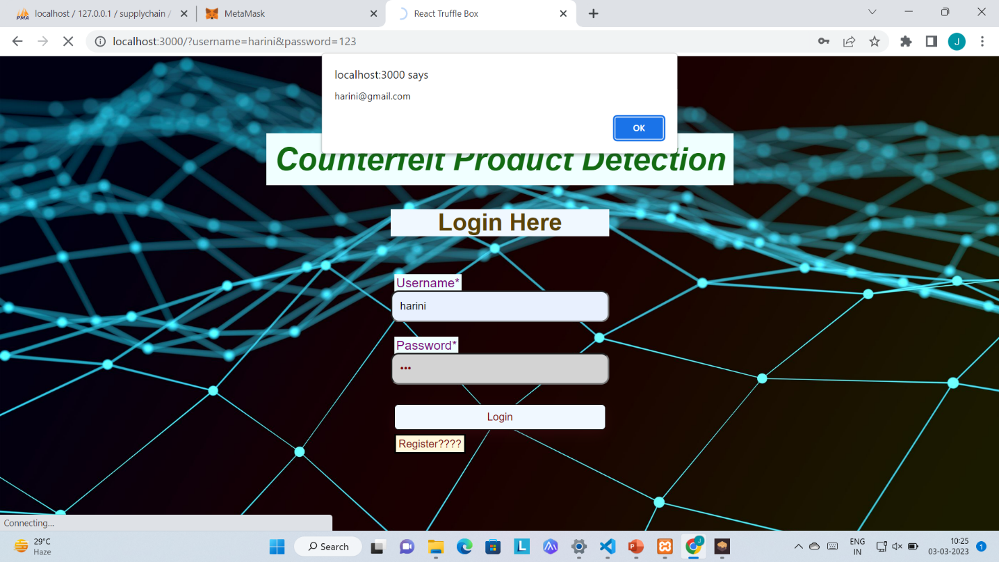 localhost / 127.0.0.1 / supplychain /
MetaMask
React Truffle Box
localhost:3000/?username=harini&password=123
J
localhost:3000 says
harini@gmail.com
OK
Counterfeit Product Detection
Login Here
Username*
harini
Password*
•••
Login
Register????
Connecting...
29°C
Haze
Search
L
J
ENG
IN
10:25
03-03-2023
1